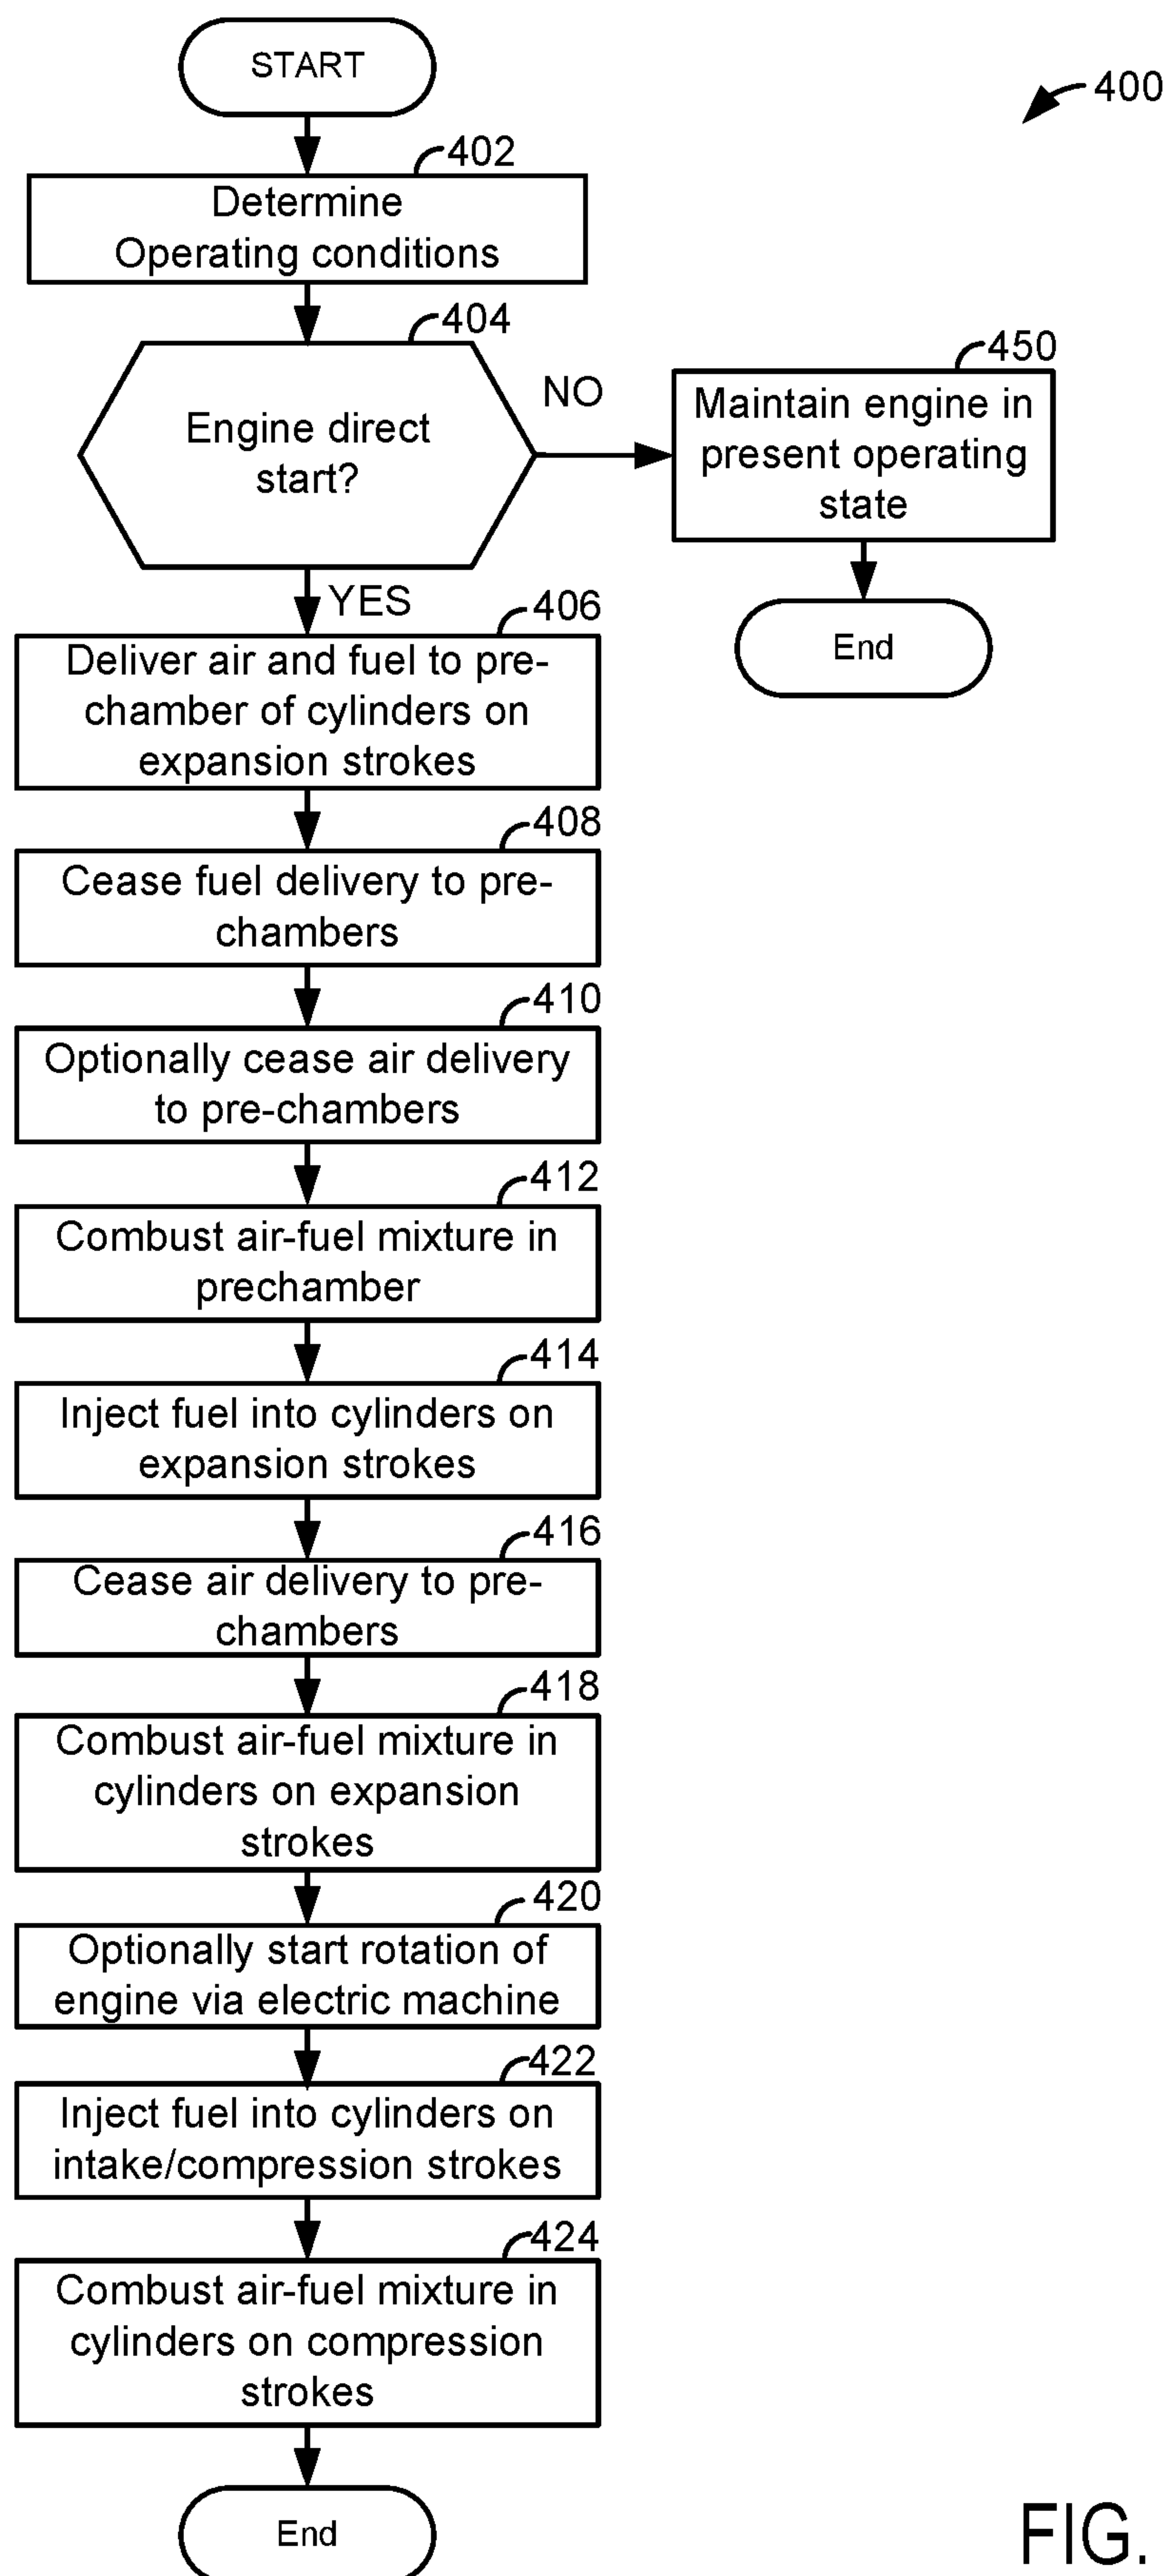 START
400
402
Determine
Operating conditions
404
Engine direct
start?
NO
450
Maintain engine in
present operating
state
End
YES
406
Deliver air and fuel to pre-
chamber of cylinders on
expansion strokes
408
Cease fuel delivery to pre-
chambers
410
Optionally cease air delivery
to pre-chambers
412
Combust air-fuel mixture in
prechamber
414
Inject fuel into cylinders on
expansion strokes
416
Cease air delivery to pre-
chambers
418
Combust air-fuel mixture in
cylinders on expansion
strokes
420
Optionally start rotation of
engine via electric machine
422
Inject fuel into cylinders on
intake/compression strokes
424
Combust air-fuel mixture in
cylinders on compression
strokes
End
FIG.